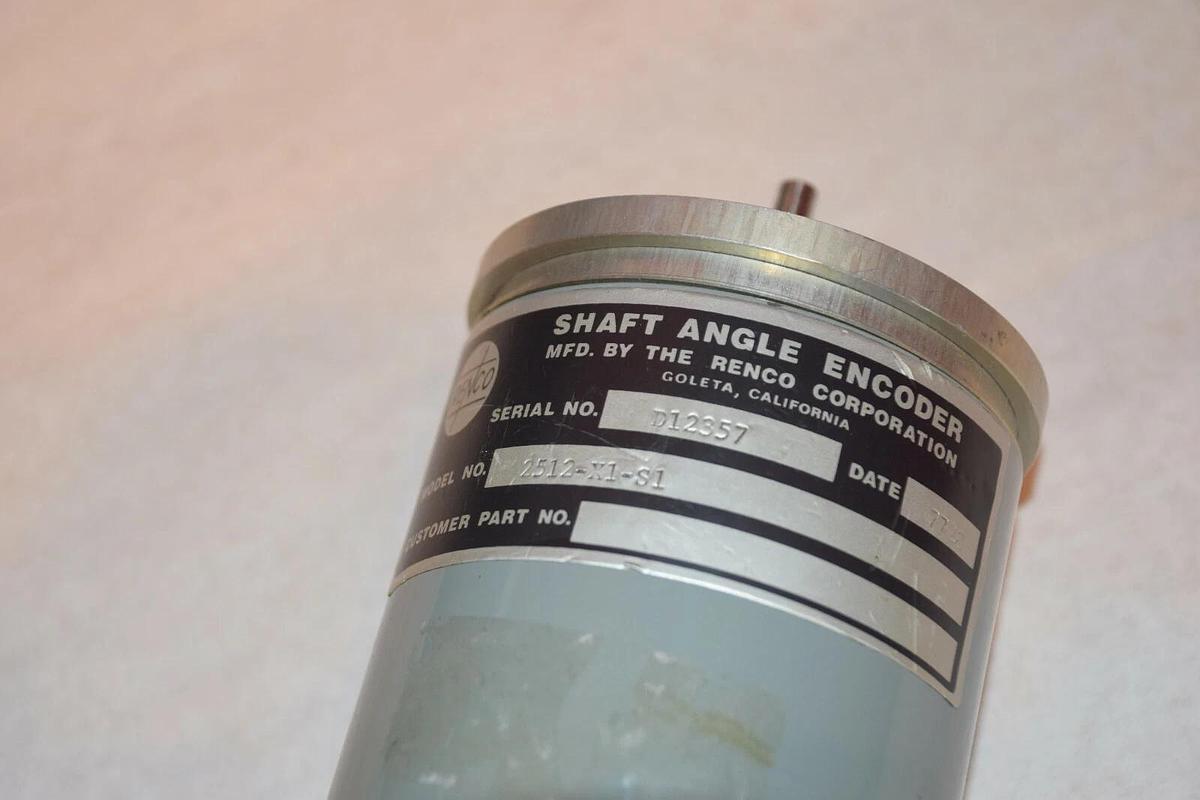 SHAFT ANGLE ENCODER
MFD. BY THE RENCO CORPORATION
GOLETA, CALIFORNIA
RENCO
SERIAL NO. D12357
DATE
MODEL NO. 2512-X1-S1
CUSTOMER PART NO.